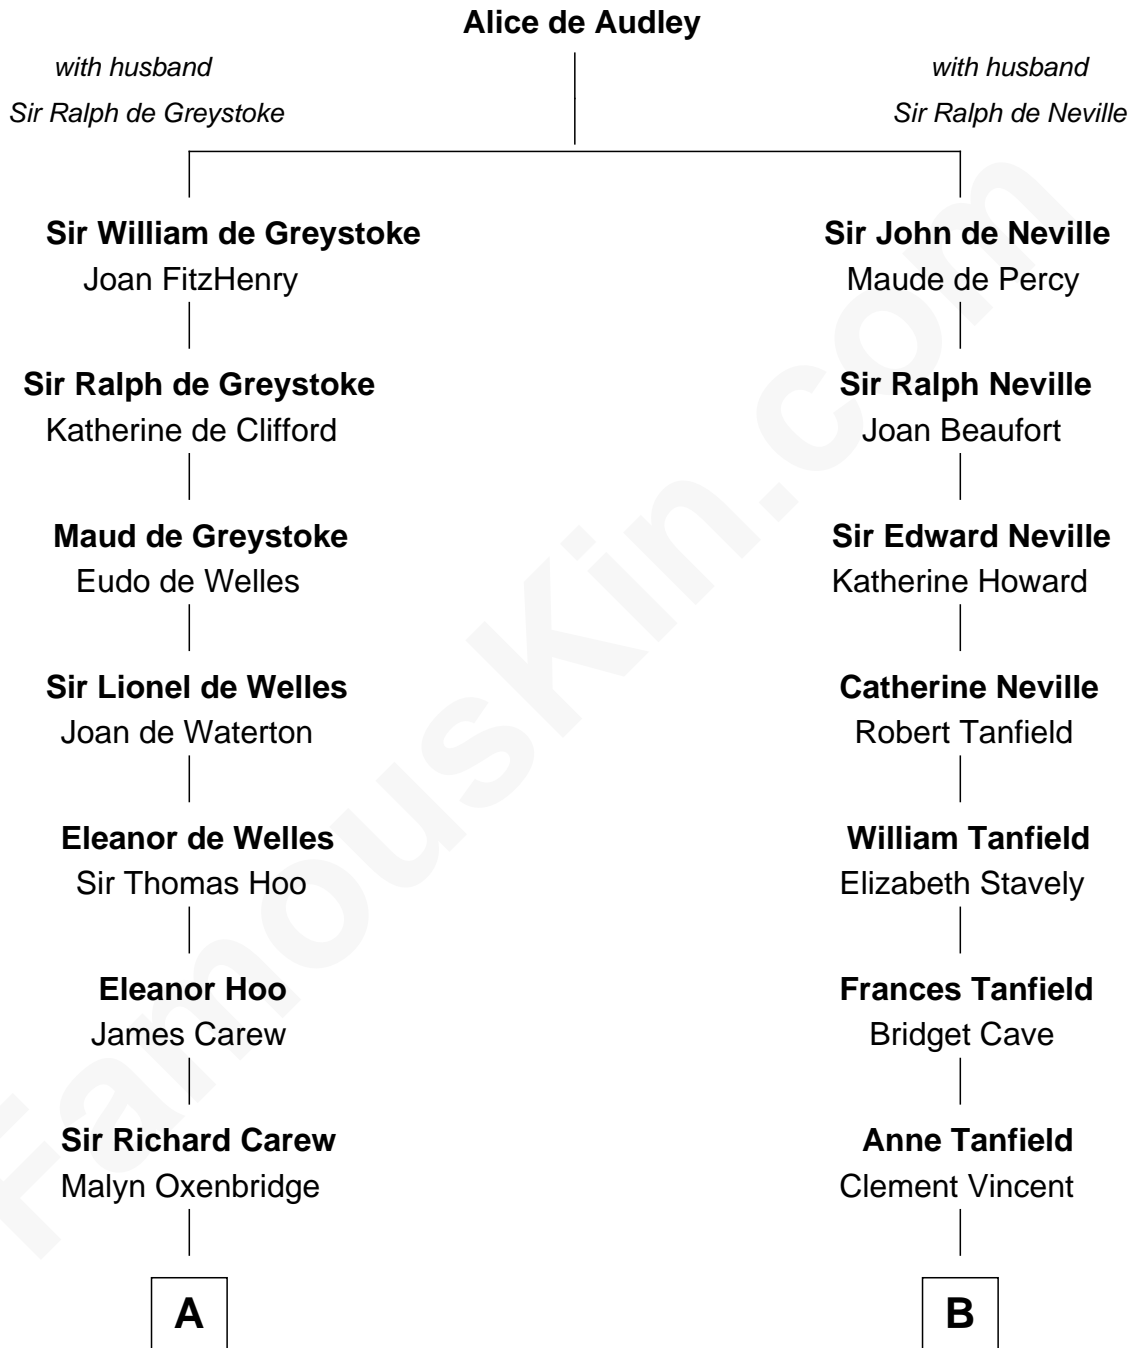 Alice de Audley
with husband
Sir Ralph de Greystoke
with husband
Sir Ralph de Neville
Sir William de Greystoke
Joan FitzHenry
Sir Ralph de Greystoke
Katherine de Clifford
Maud de Greystoke
Eudo de Welles
Sir Lionel de Welles
Joan de Waterton
Eleanor de Welles
Sir Thomas Hoo
Eleanor Hoo
James Carew
Sir Richard Carew
Malyn Oxenbridge
A
Sir John de Neville
Maude de Percy
Sir Ralph Neville
Joan Beaufort
Sir Edward Neville
Katherine Howard
Catherine Neville
Robert Tanfield
William Tanfield
Elizabeth Stavely
Frances Tanfield
Bridget Cave
Anne Tanfield
Clement Vincent
B
FamousKin.com